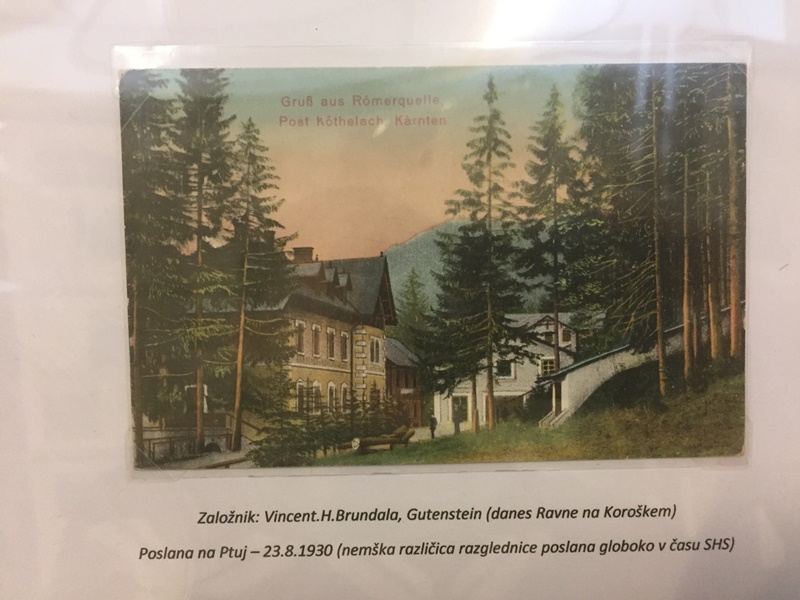 Gruß aus Römerquelle,
Post Köthelach, Kärnten
Založnik: Vincent.H.Brundala, Gutenstein (danes Ravne na Koroškem)
Poslana na Ptuj – 23.8.1930 (nemška različica razglednice poslana globoko v času SHS)